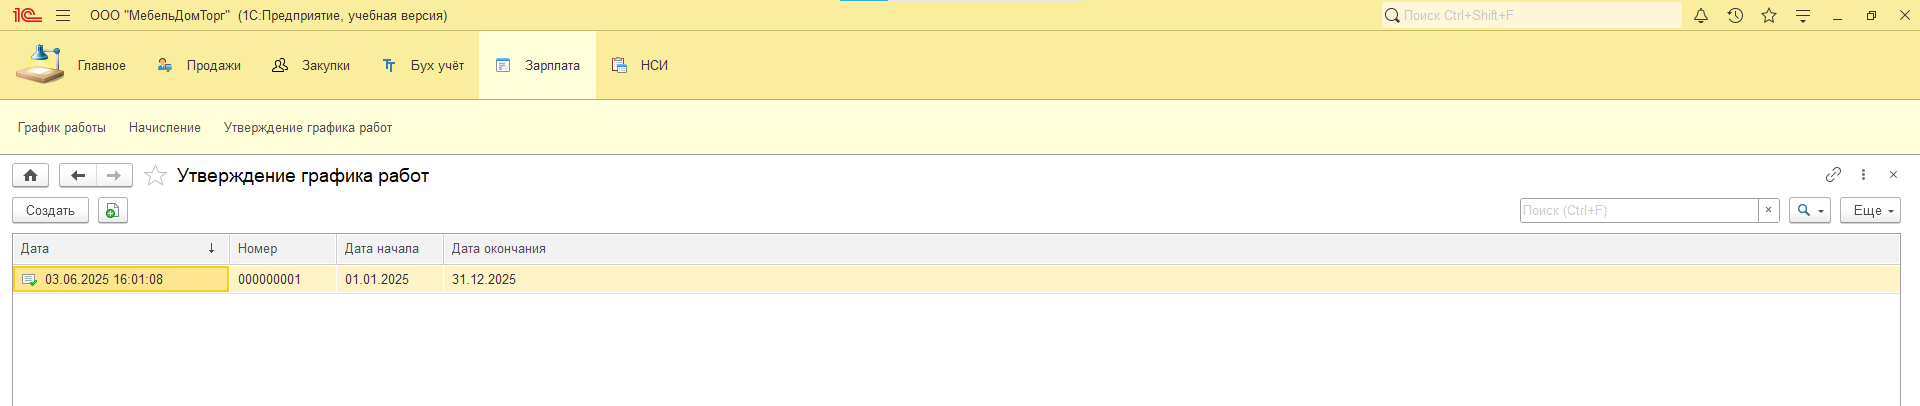 1С ООО "МебельДомТорг" (1С:Предприятие, учебная версия) Поиск Ctrl+Shift+F
Главное Продажи Закупки Бух учёт Зарплата НСИ
График работы Начисление Утверждение графика работ
Утверждение графика работ
Создать Поиск (Ctrl+F) × Еще
Дата ↓ Номер Дата начала Дата окончания
03.06.2025 16:01:08 000000001 01.01.2025 31.12.2025